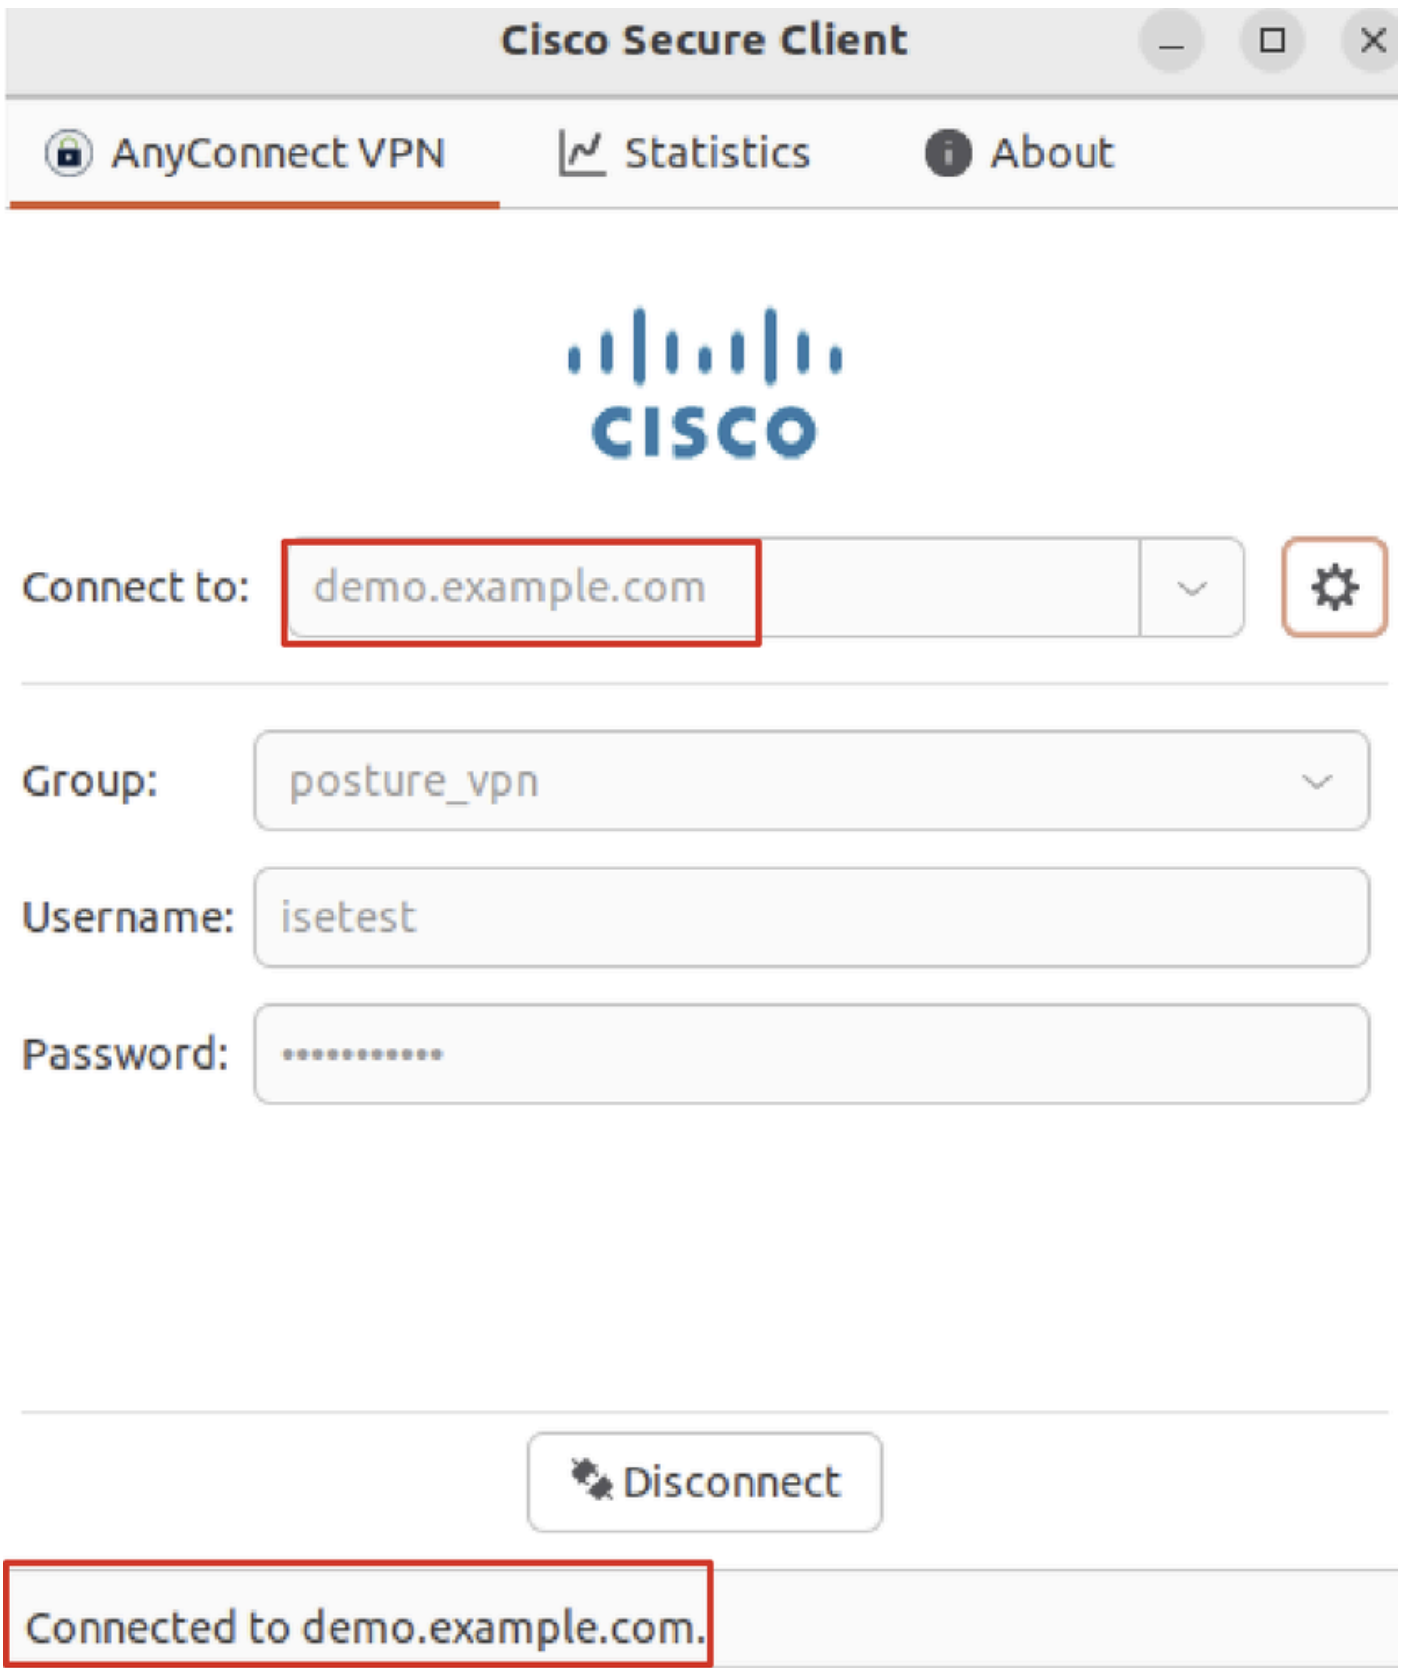 Cisco Secure Client
AnyConnect VPN Statistics About
CISCO
Connect to: demo.example.com
Group: posture_vpn
Username: isetest
Password: •••••••••••
Disconnect
Connected to demo.example.com.